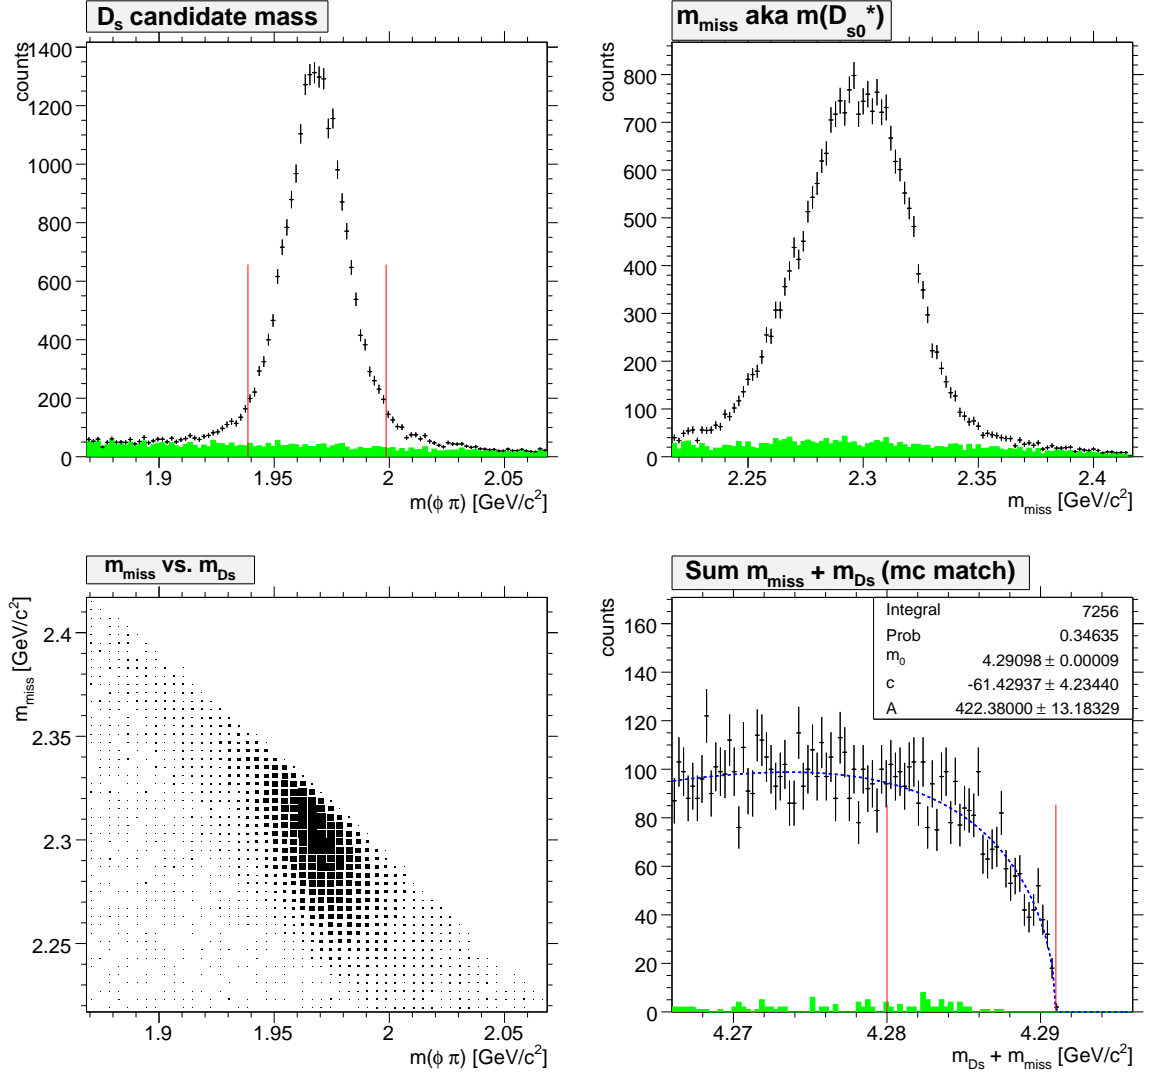 D_s candidate mass
counts
1400
1200
1000
800
600
400
200
0
1.9 1.95 2 2.05
m(ϕ π) [GeV/c²]
m_miss aka m(D_s0*)
counts
800
700
600
500
400
300
200
100
0
2.25 2.3 2.35 2.4
m_miss [GeV/c²]
m_miss vs. m_Ds
m_miss [GeV/c²]
2.4
2.35
2.3
2.25
1.9 1.95 2 2.05
m(ϕ π) [GeV/c²]
Sum m_miss + m_Ds (mc match)
counts
Integral 7256
Prob 0.34635
m_0 4.29098 ± 0.00009
c -61.42937 ± 4.23440
A 422.38000 ± 13.18329
160
140
120
100
80
60
40
20
0
4.27 4.28 4.29
m_Ds + m_miss [GeV/c²]